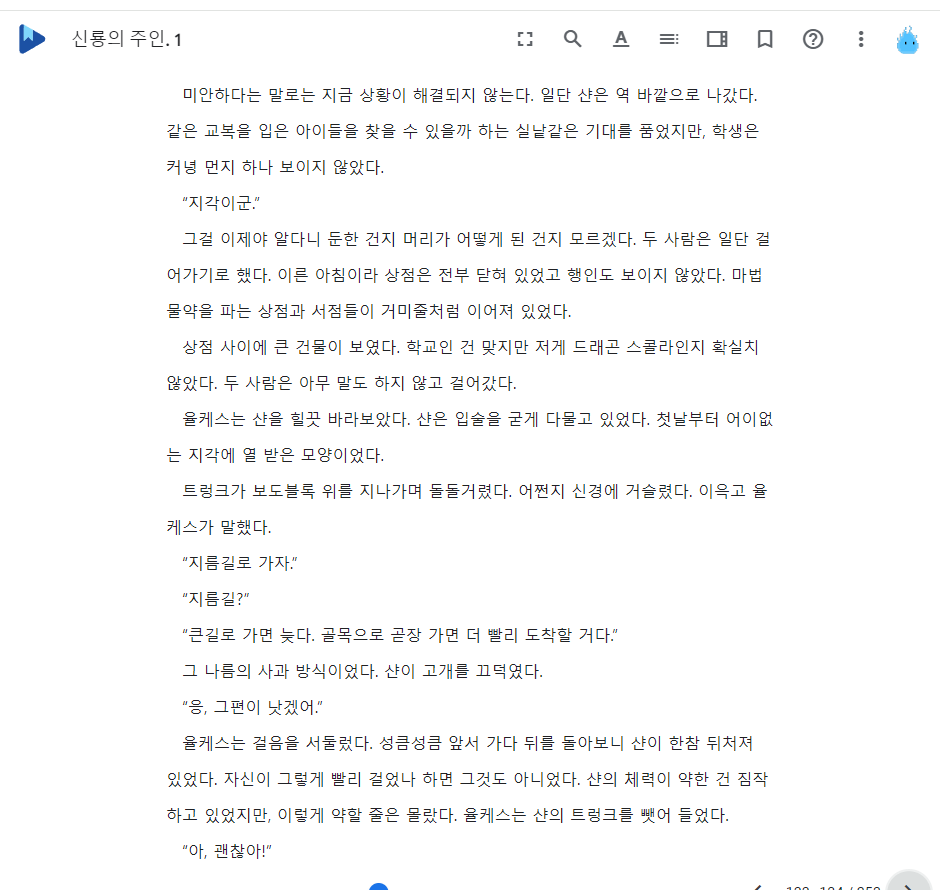 신룡의 주인. 1
미안하다는 말로는 지금 상황이 해결되지 않는다. 일단 샨은 역 바깥으로 나갔다.
같은 교복을 입은 아이들을 찾을 수 있을까 하는 실낱같은 기대를 품었지만, 학생은
커녕 먼지 하나 보이지 않았다.
“지각이군.”
그걸 이제야 알다니 둔한 건지 머리가 어떻게 된 건지 모르겠다. 두 사람은 일단 걸
어가기로 했다. 이른 아침이라 상점은 전부 닫혀 있었고 행인도 보이지 않았다. 마법
물약을 파는 상점과 서점들이 거미줄처럼 이어져 있었다.
상점 사이에 큰 건물이 보였다. 학교인 건 맞지만 저게 드래곤 스콜라인지 확실치
않았다. 두 사람은 아무 말도 하지 않고 걸어갔다.
율케스는 샨을 힐끗 바라보았다. 샨은 입술을 굳게 다물고 있었다. 첫날부터 어이없
는 지각에 열 받은 모양이었다.
트렁크가 보도블록 위를 지나가며 돌돌거렸다. 어쩐지 신경에 거슬렸다. 이윽고 율
케스가 말했다.
“지름길로 가자.”
“지름길?”
“큰길로 가면 늦다. 골목으로 곧장 가면 더 빨리 도착할 거다.”
그 나름의 사과 방식이었다. 샨이 고개를 끄덕였다.
“응, 그편이 낫겠어.”
율케스는 걸음을 서둘렀다. 성큼성큼 앞서 가다 뒤를 돌아보니 샨이 한참 뒤처져
있었다. 자신이 그렇게 빨리 걸었나 하면 그것도 아니었다. 샨의 체력이 약한 건 짐작
하고 있었지만, 이렇게 약할 줄은 몰랐다. 율케스는 샨의 트렁크를 뺏어 들었다.
“아, 괜찮아!”